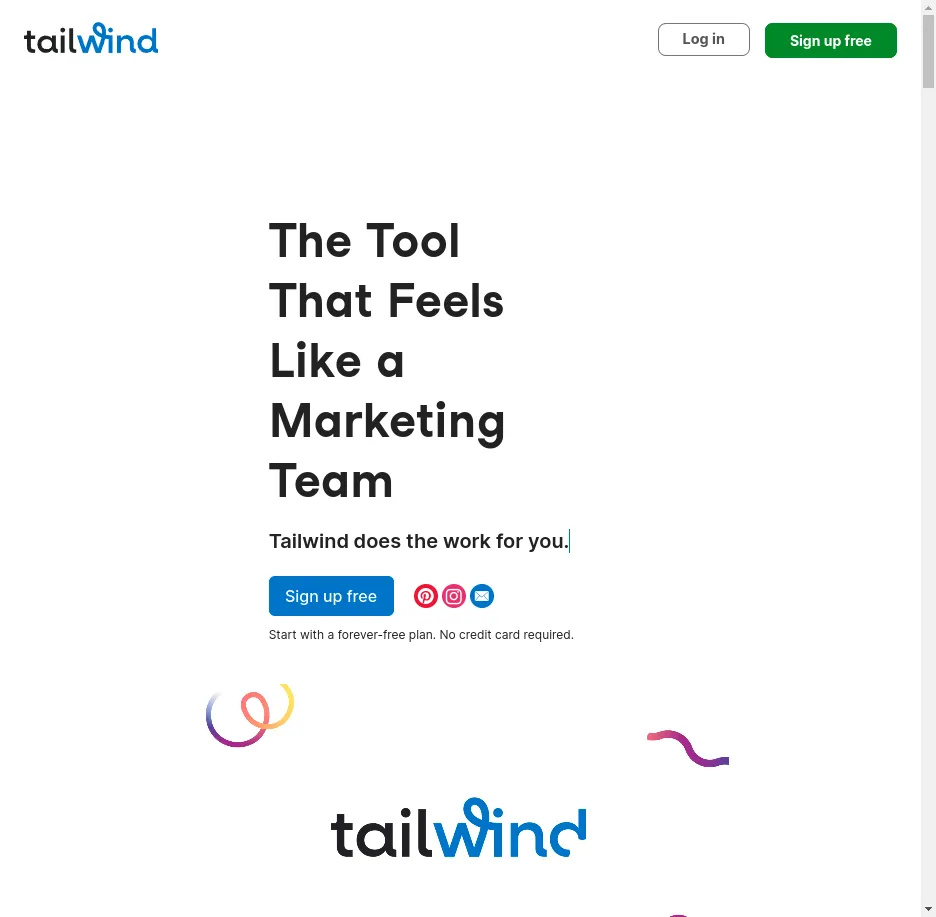 tailwind
Log in
Sign up free
The Tool
That Feels
Like a
Marketing
Team
Tailwind does the work for you.
Sign up free
Start with a forever-free plan. No credit card required.
tailwind